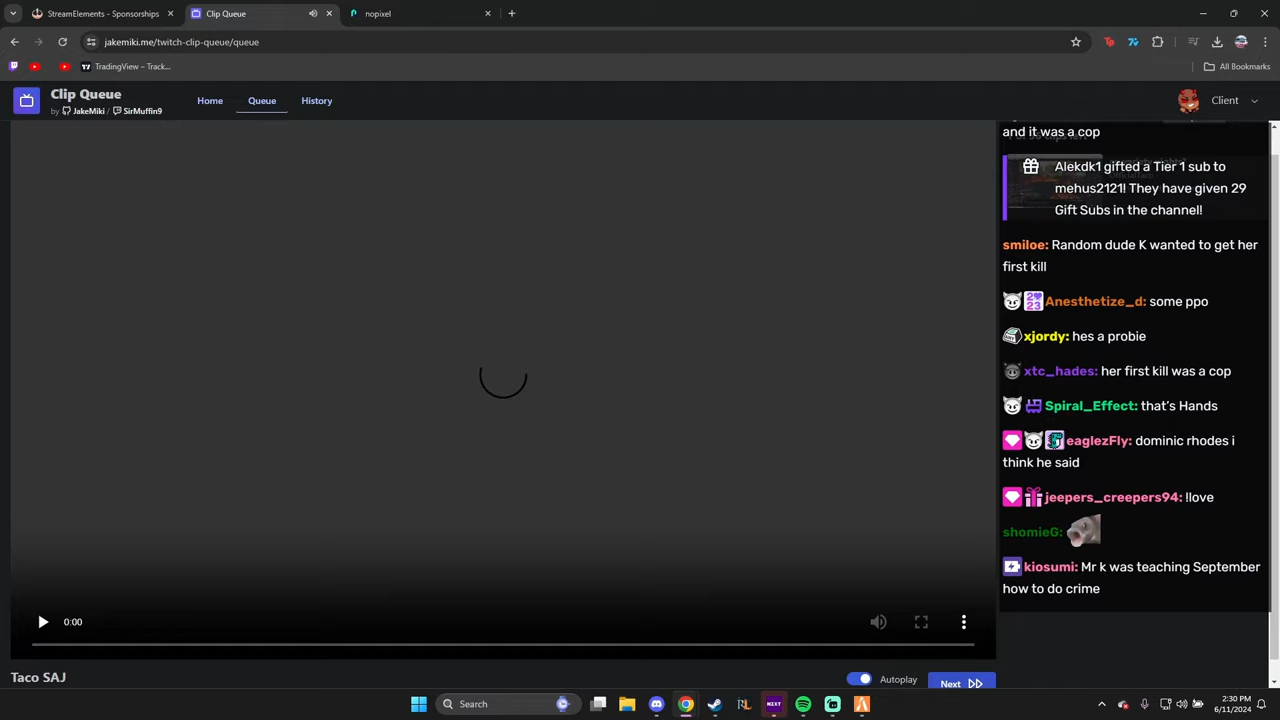 StreamElements - Sponsorships
Clip Queue
nopixel
jakemiki.me/twitch-clip-queue/queue
TradingView – Track...
All Bookmarks
Clip Queue
by JakeMiki / SirMuffin9
Home
Queue
History
Client
and it was a cop
Alekdk1 gifted a Tier 1 sub to
mehus2121! They have given 29
Gift Subs in the channel!
smiloe: Random dude K wanted to get her
first kill
Anesthetize_d: some ppo
xjordy: hes a probie
xtc_hades: her first kill was a cop
Spiral_Effect: that's Hands
eaglezFly: dominic rhodes i
think he said
jeepers_creepers94: !love
shomieG:
kiosumi: Mr k was teaching September
how to do crime
0:00
Taco SAJ
Autoplay
Next
Search
NEXT
2:30 PM
6/11/2024